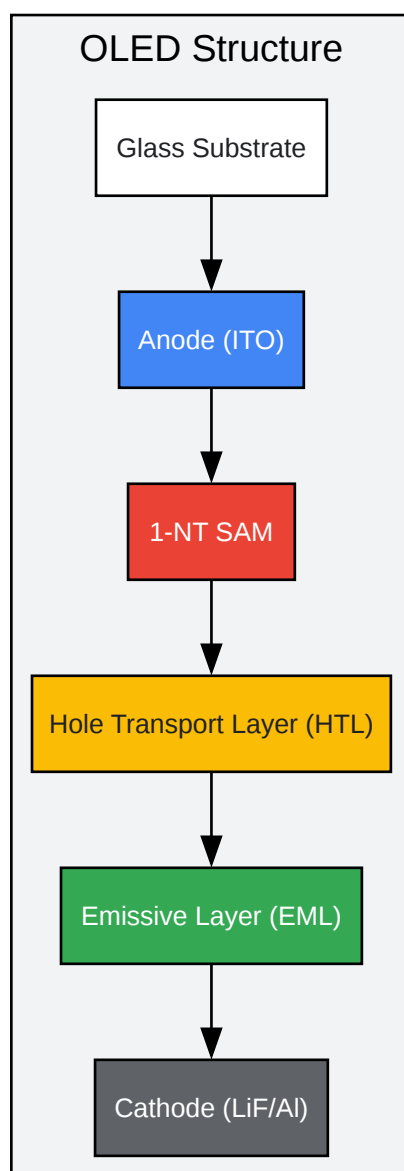 OLED Structure
Glass Substrate
Anode (ITO)
1-NT SAM
Hole Transport Layer (HTL)
Emissive Layer (EML)
Cathode (LiF/Al)